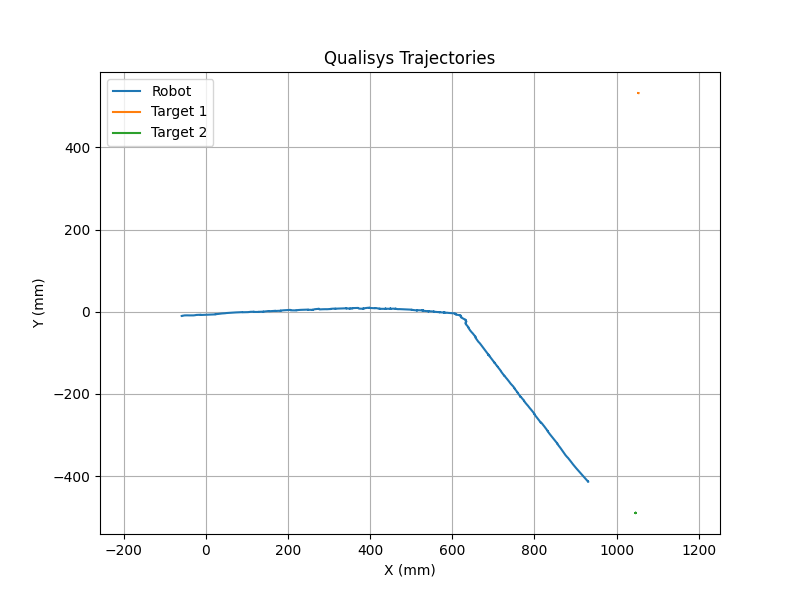 Qualisys Trajectories
Robot
Target 1
Target 2
400
200
0
−200
−400
Y (mm)
−200 0 200 400 600 800 1000 1200
X (mm)